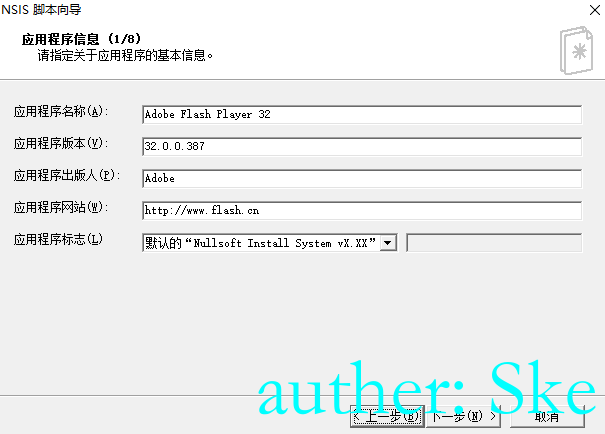 NSIS 脚本向导
应用程序信息 (1/8)
请指定关于应用程序的基本信息。
应用程序名称(A): Adobe Flash Player 32
应用程序版本(V): 32.0.0.387
应用程序出版人(P): Adobe
应用程序网站(W): http://www.flash.cn
应用程序标志(L) 默认的“Nullsoft Install System vX.XX”
auther: Ske
< 上一步(B) 下一步(N) > 取消